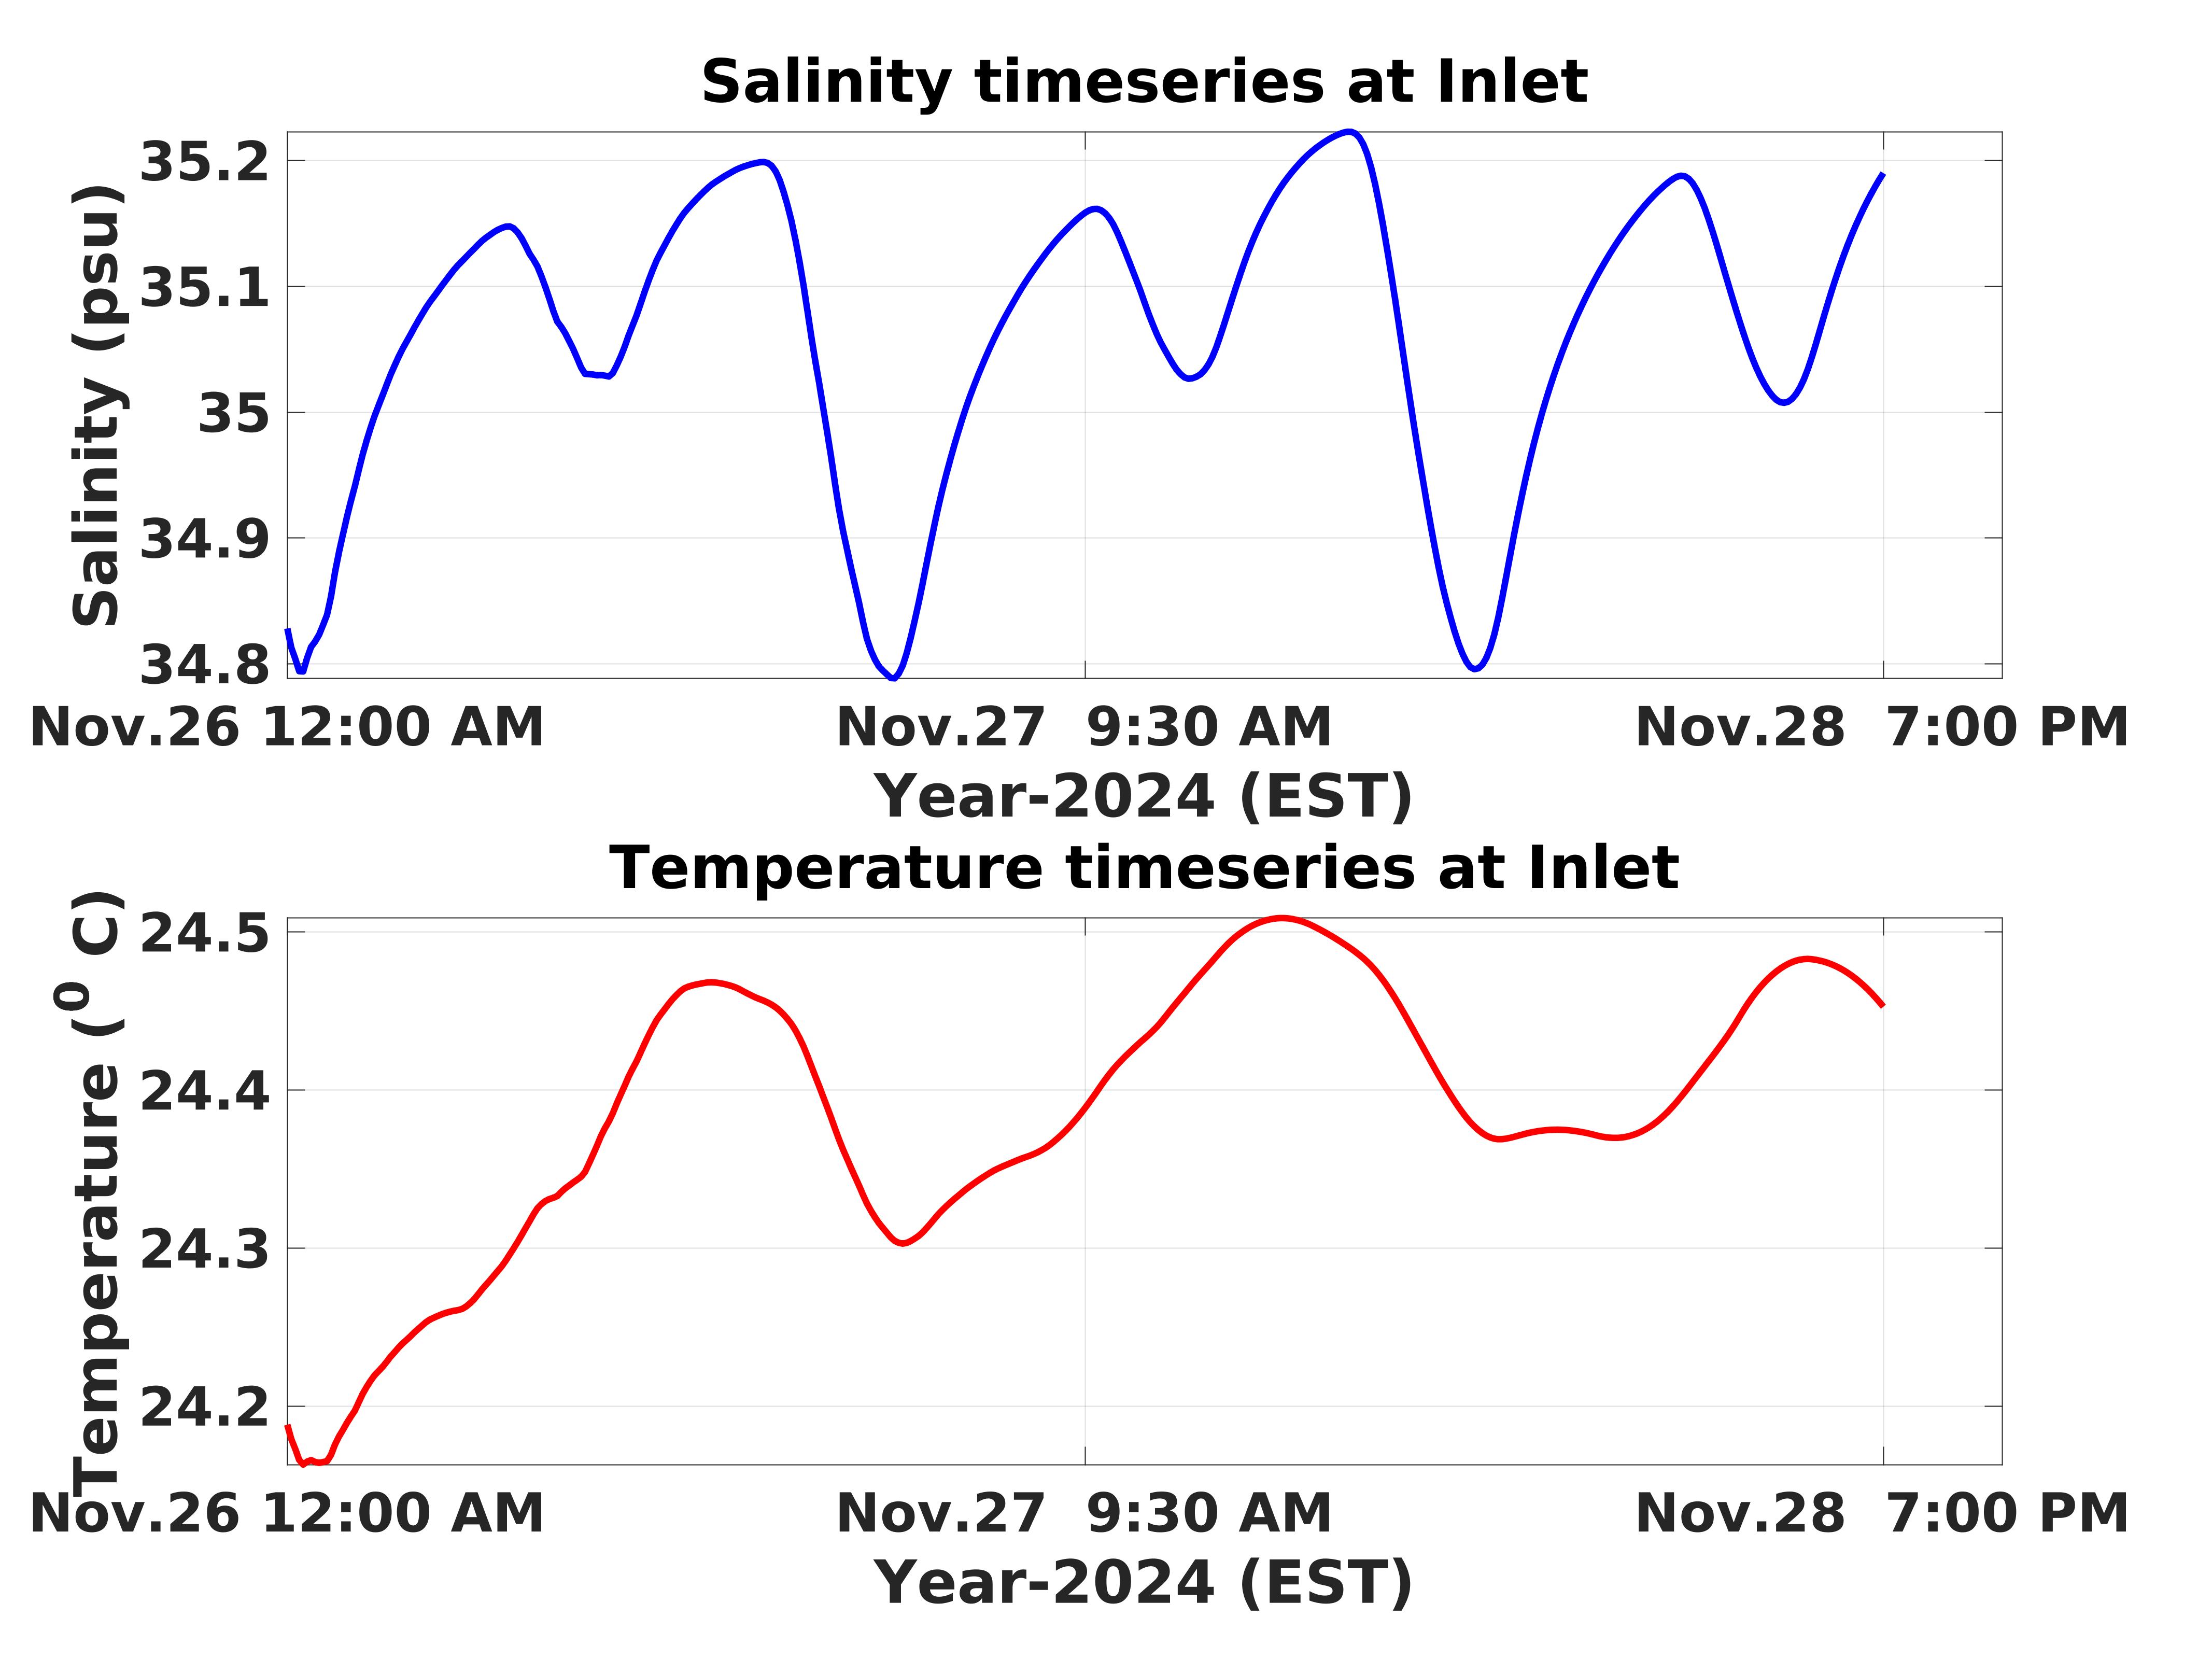 Salinity timeseries at Inlet
Salinity (psu)
35.2
35.1
35
34.9
34.8
Nov.26 12:00 AM
Nov.27  9:30 AM
Nov.28  7:00 PM
Year-2024 (EST)
Temperature timeseries at Inlet
Temperature (⁰ C)
24.5
24.4
24.3
24.2
Nov.26 12:00 AM
Nov.27  9:30 AM
Nov.28  7:00 PM
Year-2024 (EST)